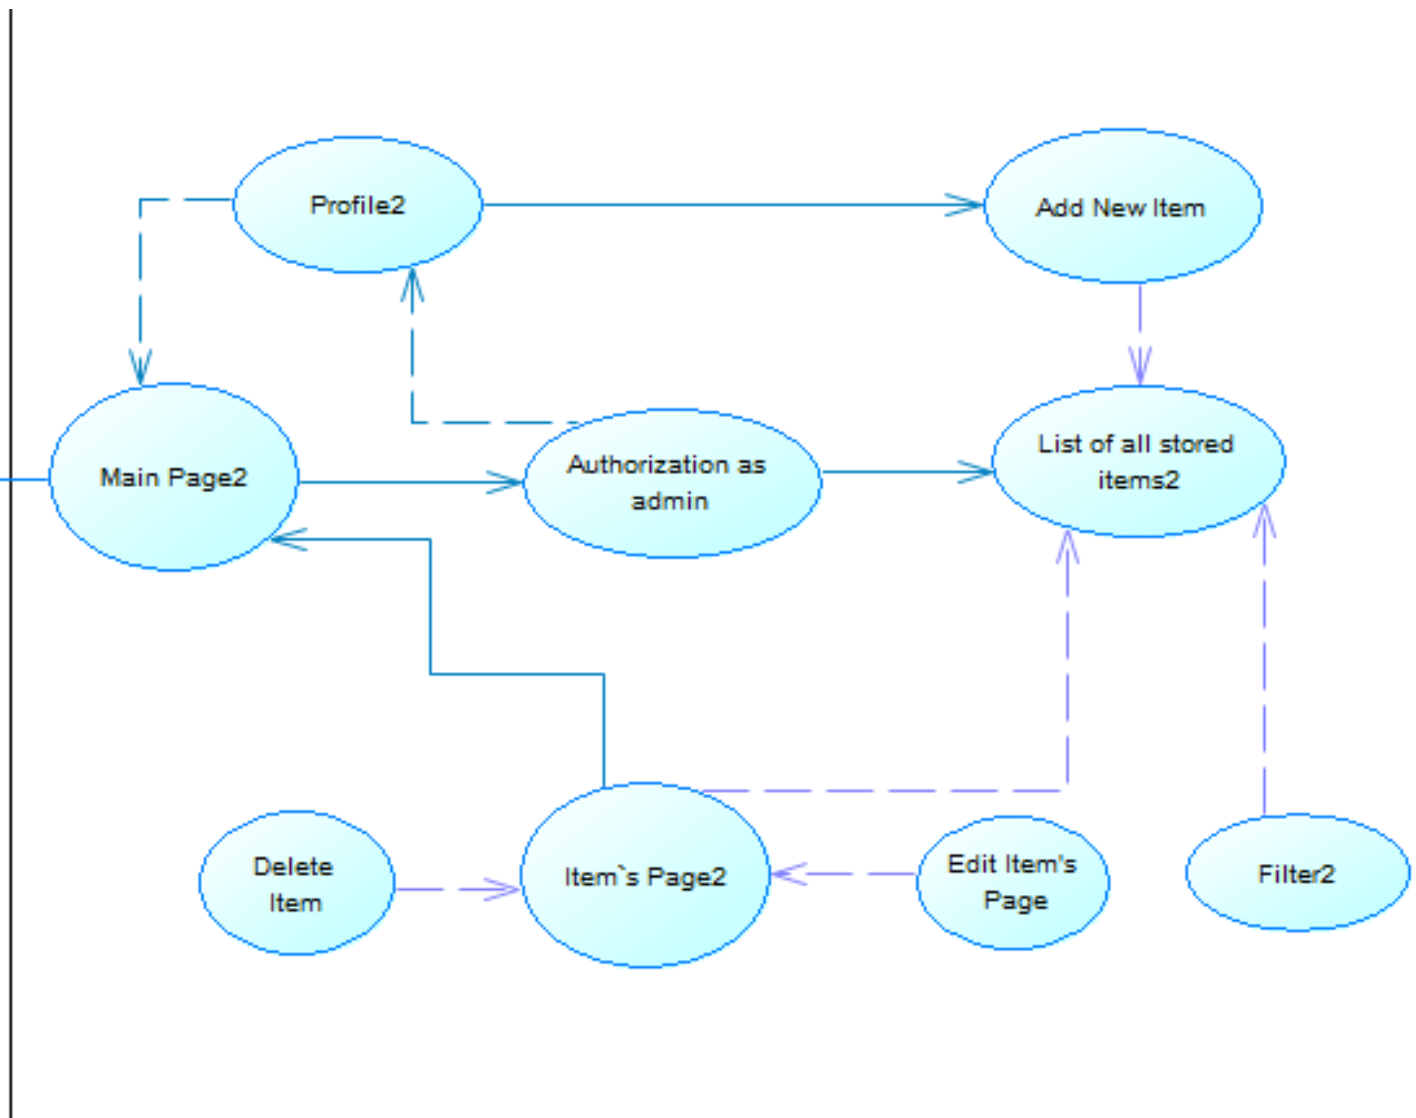 Profile2
Add New Item
Main Page2
Authorization as
admin
List of all stored
items2
Delete
Item
Item`s Page2
Edit Item's
Page
Filter2